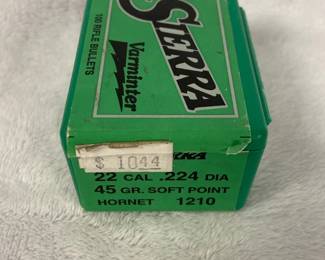 SIERRA
Varminter
100 RIFLE BULLETS
$ 1044
22 CAL .224 DIA
45 GR. SOFT POINT
HORNET 1210